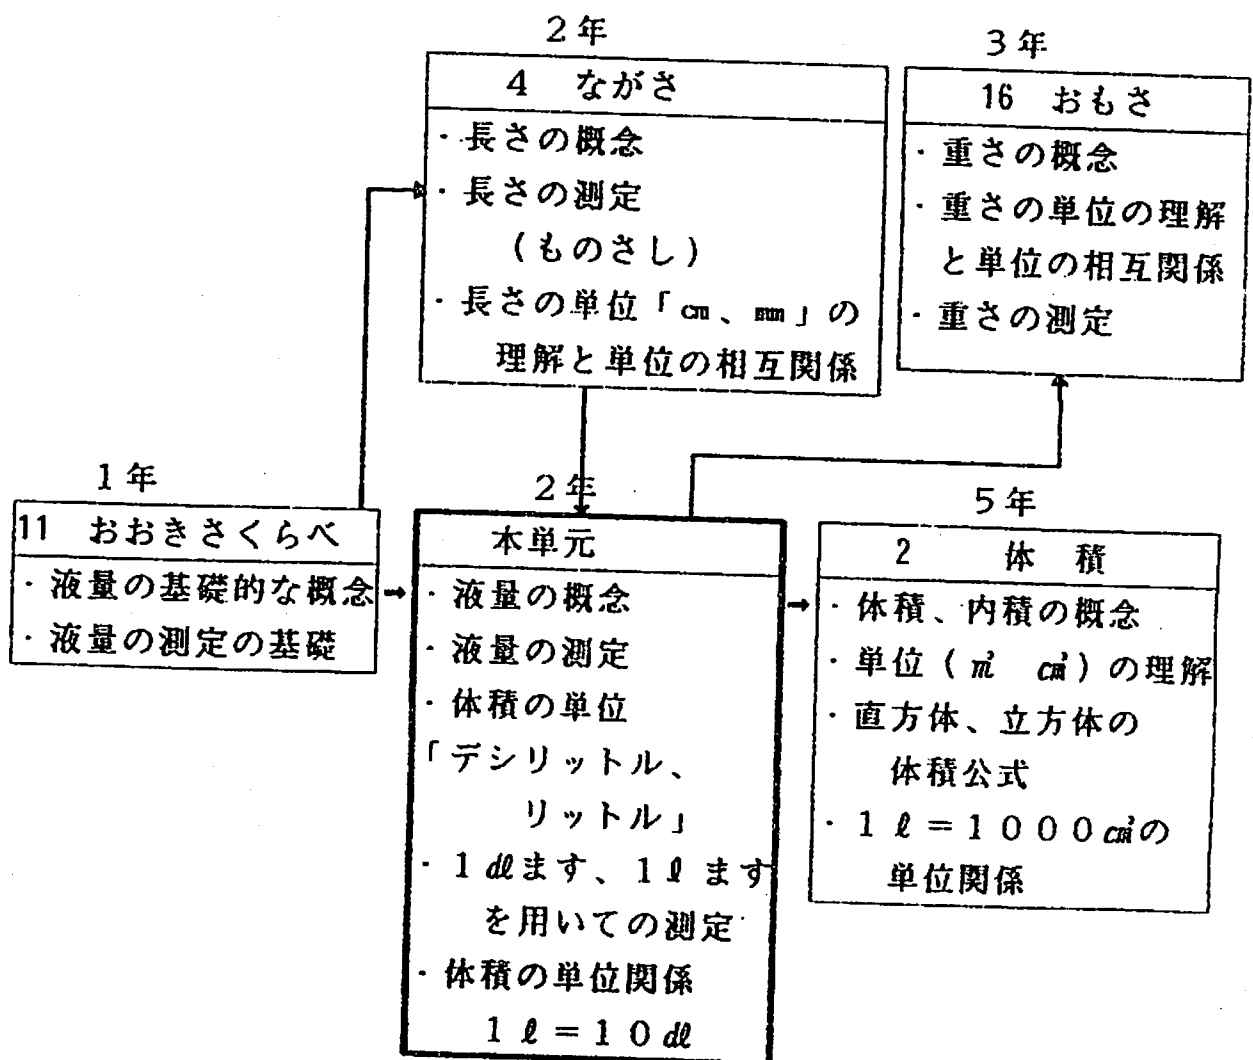 2年
4 ながさ
・長さの概念
・長さの測定
(ものさし)
・長さの単位「㎝、㎜」の
理解と単位の相互関係
3年
16 おもさ
・重さの概念
・重さの単位の理解
と単位の相互関係
・重さの測定
1年
11 おおきさくらべ
・液量の基礎的な概念
・液量の測定の基礎
2年
本単元
・液量の概念
・液量の測定
・体積の単位
「デシリットル、
リットル」
・1㎗ます、1ℓます
を用いての測定
・体積の単位関係
1ℓ=10㎗
5年
2 体積
・体積、内積の概念
・単位(㎥ ㎤)の理解
・直方体、立方体の
体積公式
・1ℓ=1000㎤の
単位関係